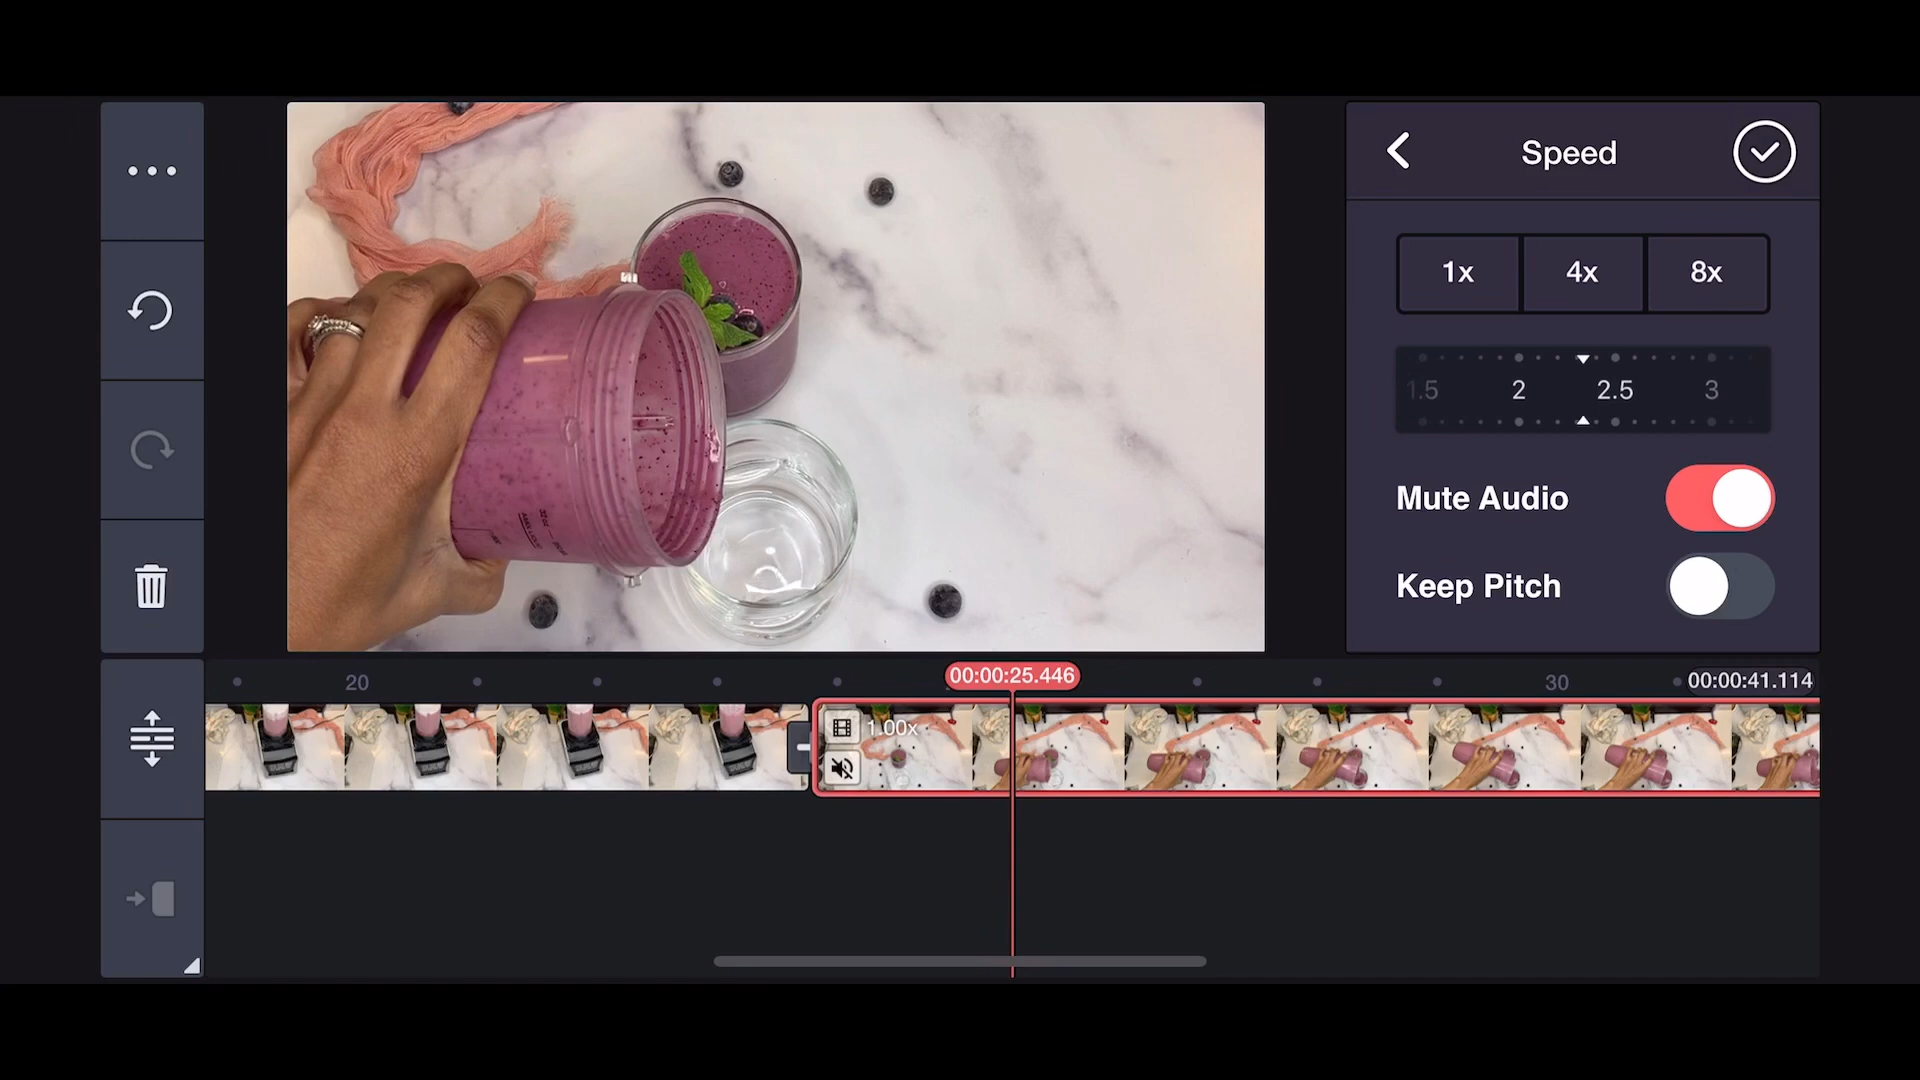 Speed
1x 4x 8x
1.5 2 2.5 3
Mute Audio
Keep Pitch
20 00:00:25.446 30 00:00:41.114
1.00x